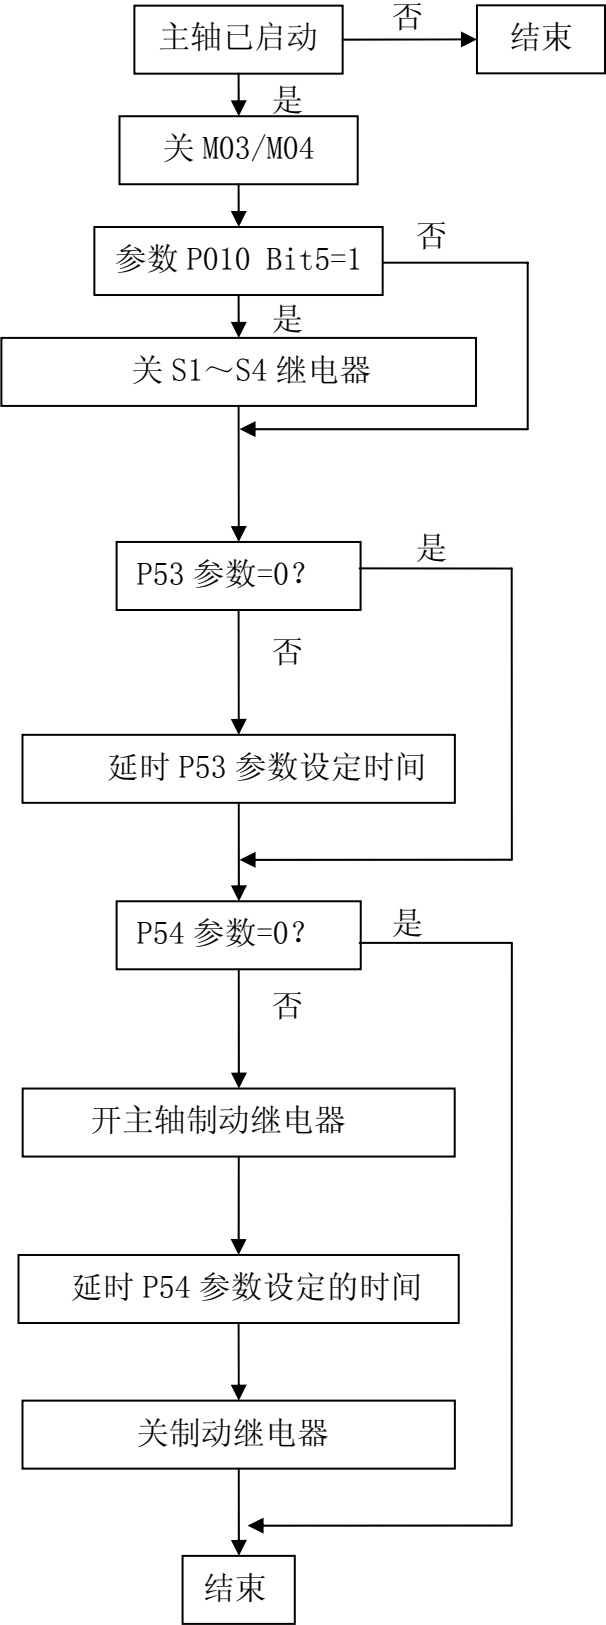 主轴已启动
否
结束
是
关 M03/M04
否
参数 P010 Bit5=1
是
关 S1～S4 继电器
P53 参数=0?
是
否
延时 P53 参数设定时间
P54 参数=0?
是
否
开主轴制动继电器
延时 P54 参数设定的时间
关制动继电器
结束